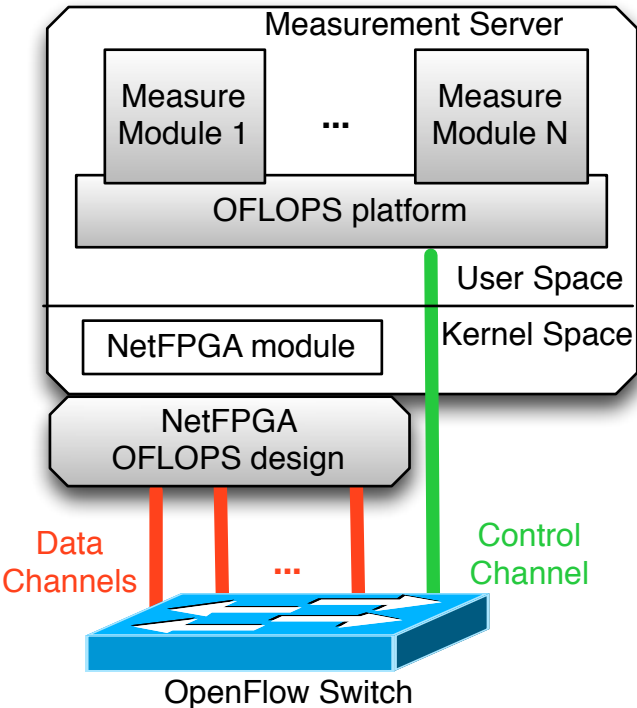 Measurement Server
Measure
Module 1
...
Measure
Module N
OFLOPS platform
User Space
Kernel Space
NetFPGA module
NetFPGA
OFLOPS design
Data
Channels
...
Control
Channel
OpenFlow Switch